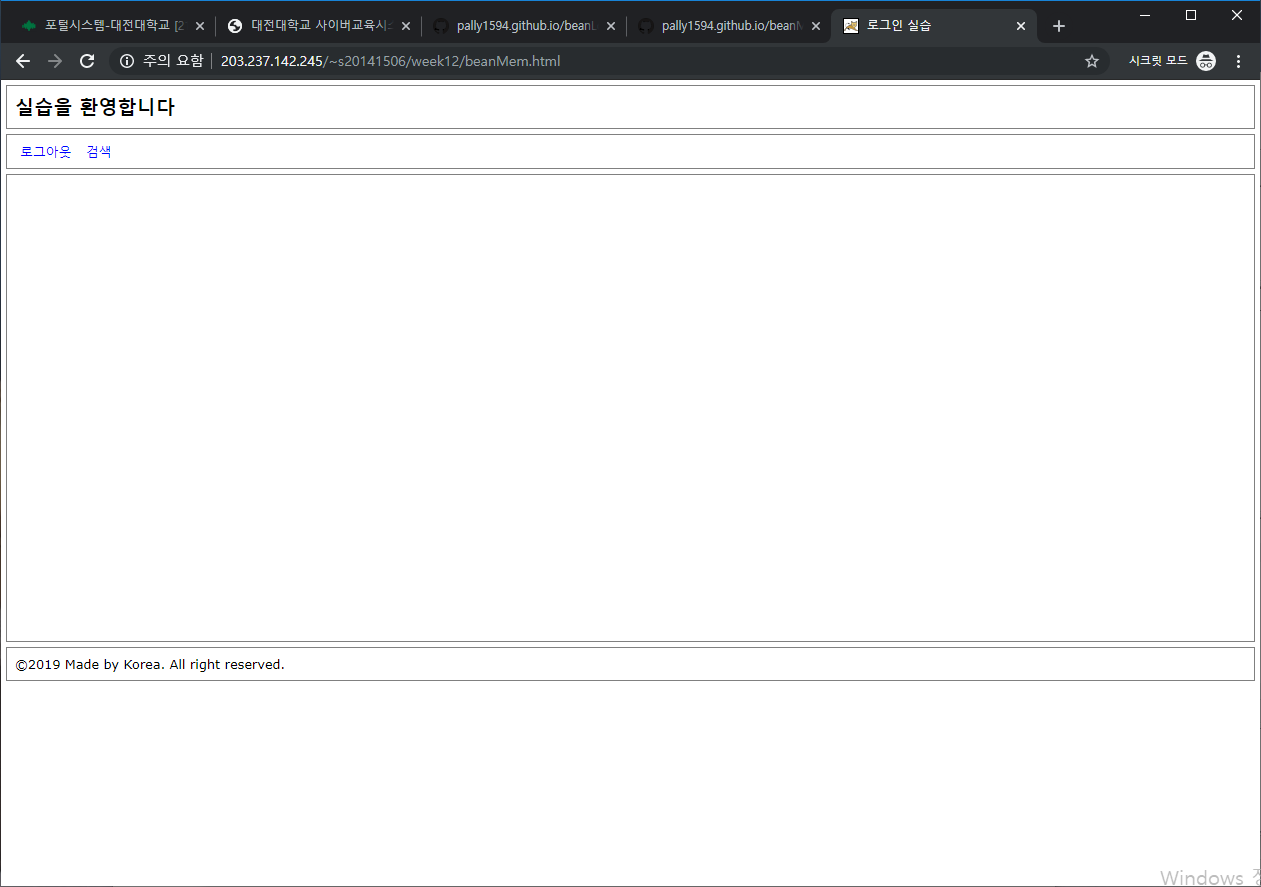 포털시스템-대전대학교 [2
대전대학교 사이버교육시
pally1594.github.io/beanL
pally1594.github.io/beanM
로그인 실습
주의 요함
203.237.142.245/~s20141506/week12/beanMem.html
시크릿 모드
실습을 환영합니다
로그아웃 검색
©2019 Made by Korea. All right reserved.
Windows